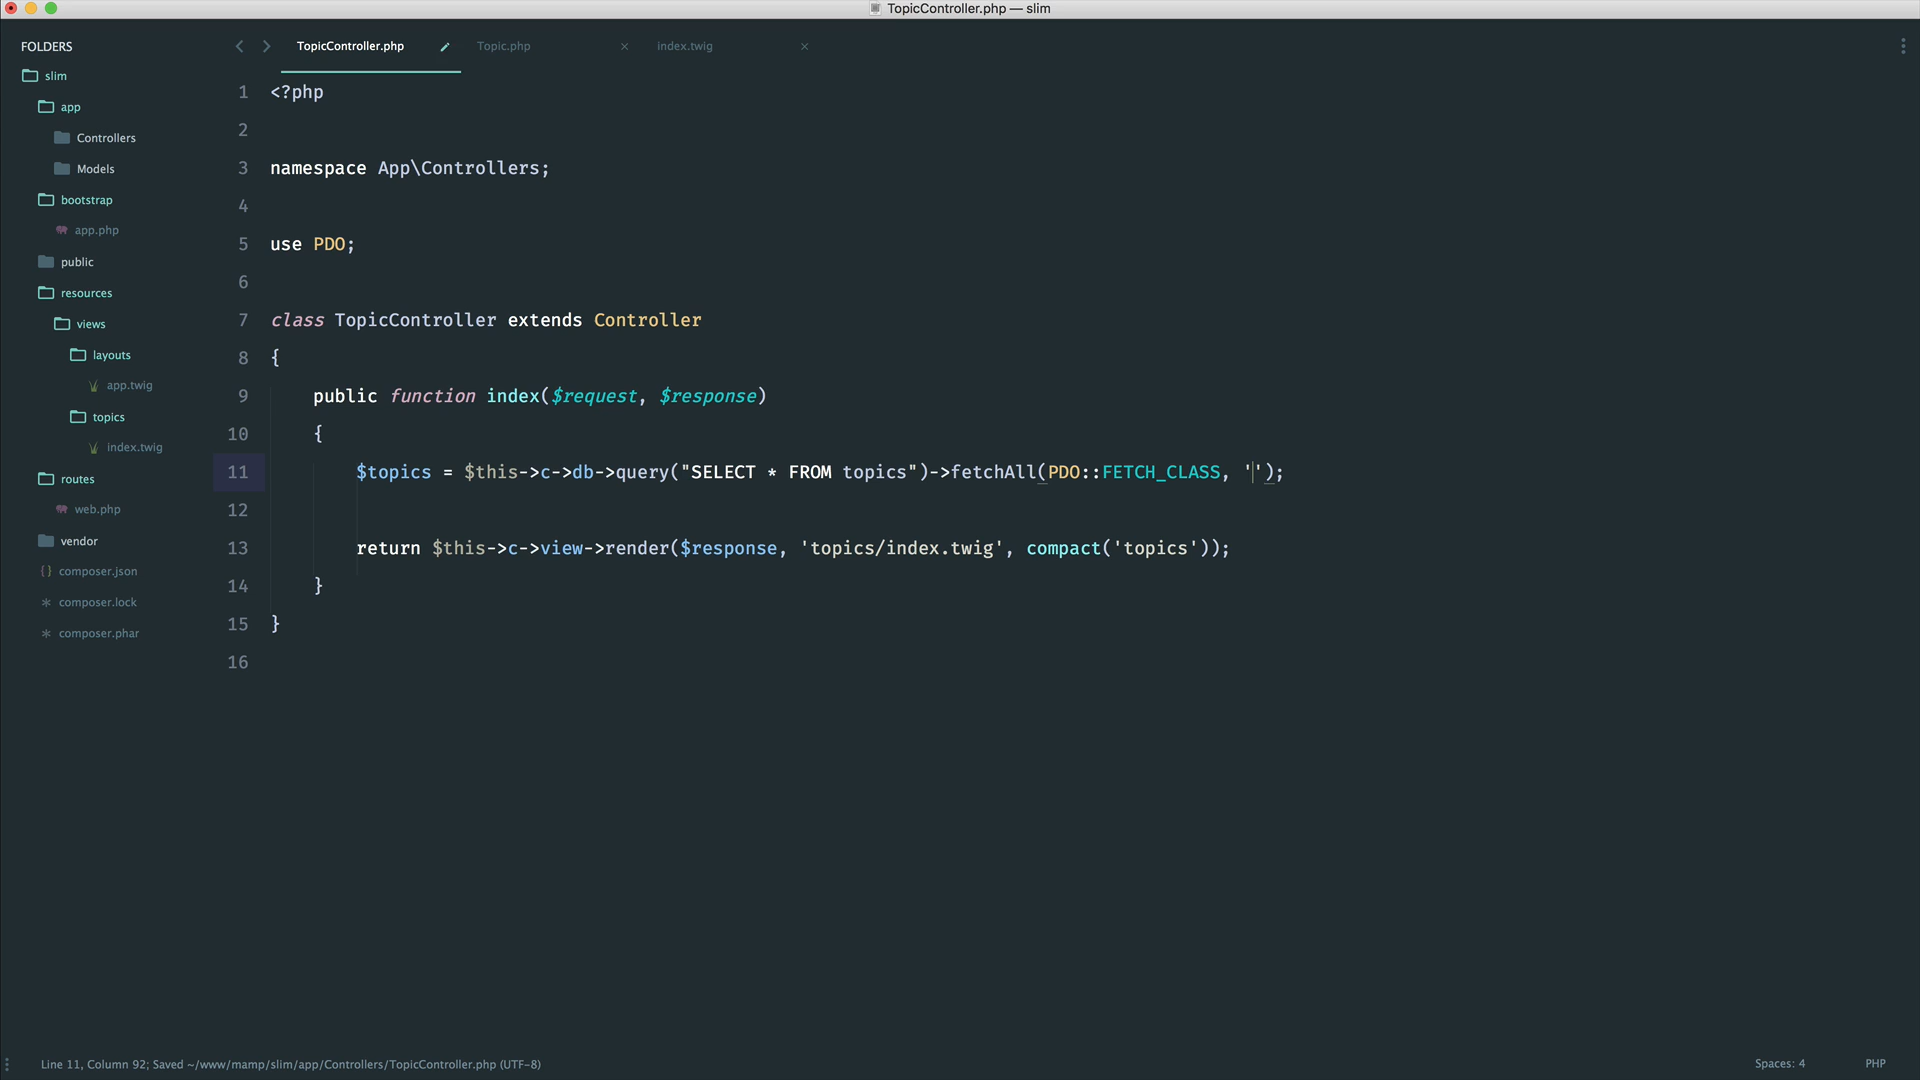 TopicController.php — slim
FOLDERS
slim
app
Controllers
Models
bootstrap
app.php
public
resources
views
layouts
app.twig
topics
index.twig
routes
web.php
vendor
composer.json
composer.lock
composer.phar
TopicController.php
Topic.php
index.twig
1 <?php
2
3 namespace App\Controllers;
4
5 use PDO;
6
7 class TopicController extends Controller
8 {
9 public function index($request, $response)
10 {
11 $topics = $this->c->db->query("SELECT * FROM topics")->fetchAll(PDO::FETCH_CLASS, '');
12
13 return $this->c->view->render($response, 'topics/index.twig', compact('topics'));
14 }
15 }
16
Line 11, Column 92; Saved ~/www/mamp/slim/app/Controllers/TopicController.php (UTF-8)
Spaces: 4
PHP